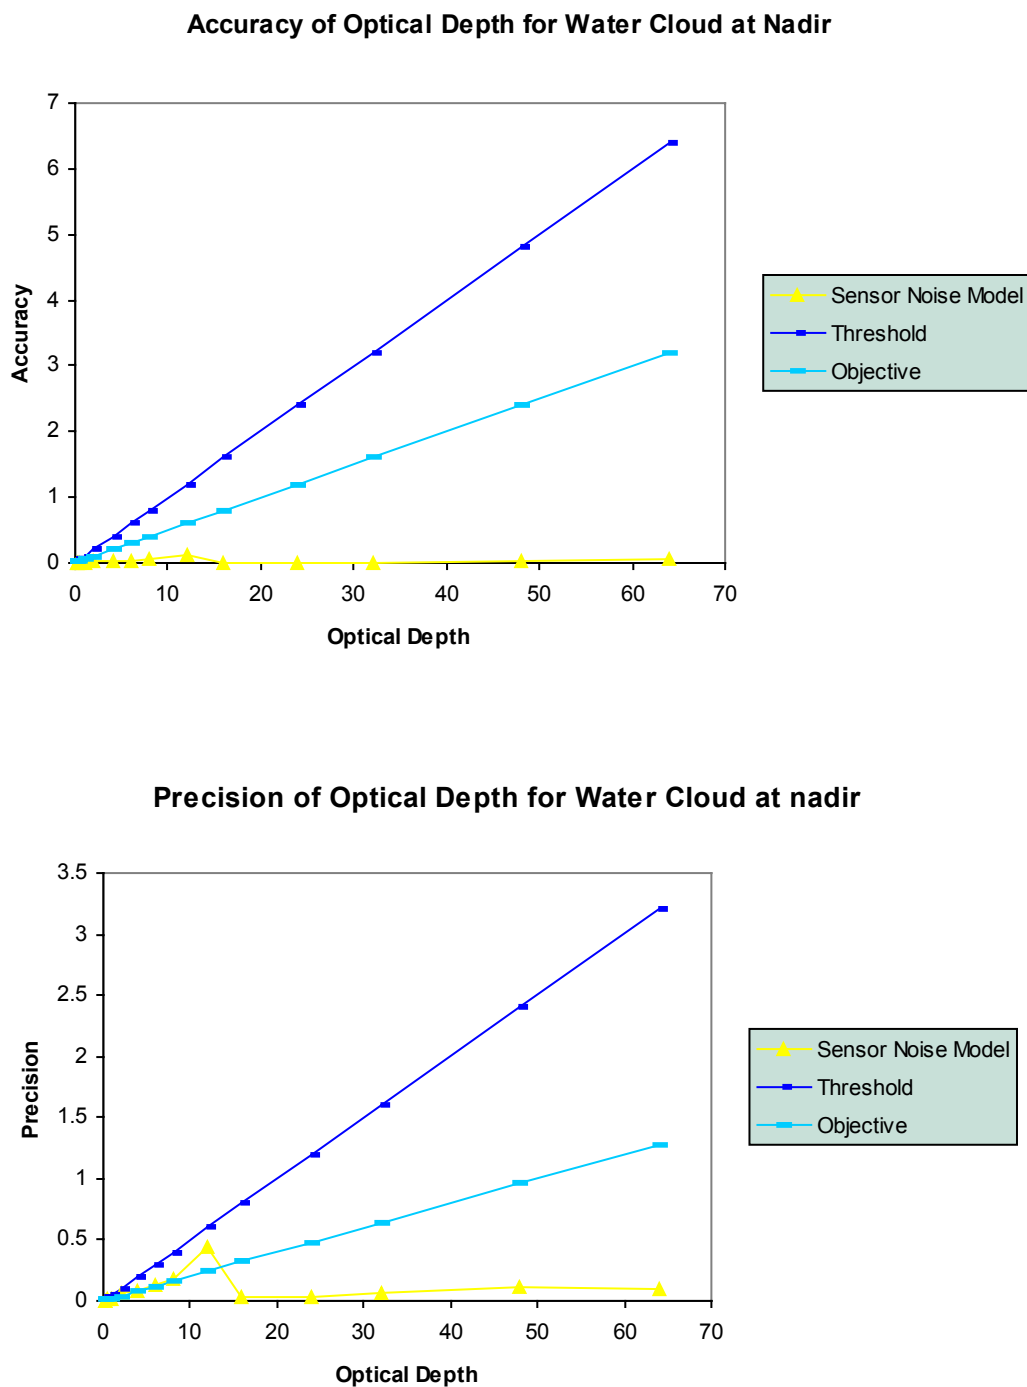 Accuracy of Optical Depth for Water Cloud at Nadir
7
6
5
4
3
2
1
0
Accuracy
0 10 20 30 40 50 60 70
Optical Depth
Sensor Noise Model
Threshold
Objective
Precision of Optical Depth for Water Cloud at nadir
3.5
3
2.5
2
1.5
1
0.5
0
Precision
0 10 20 30 40 50 60 70
Optical Depth
Sensor Noise Model
Threshold
Objective